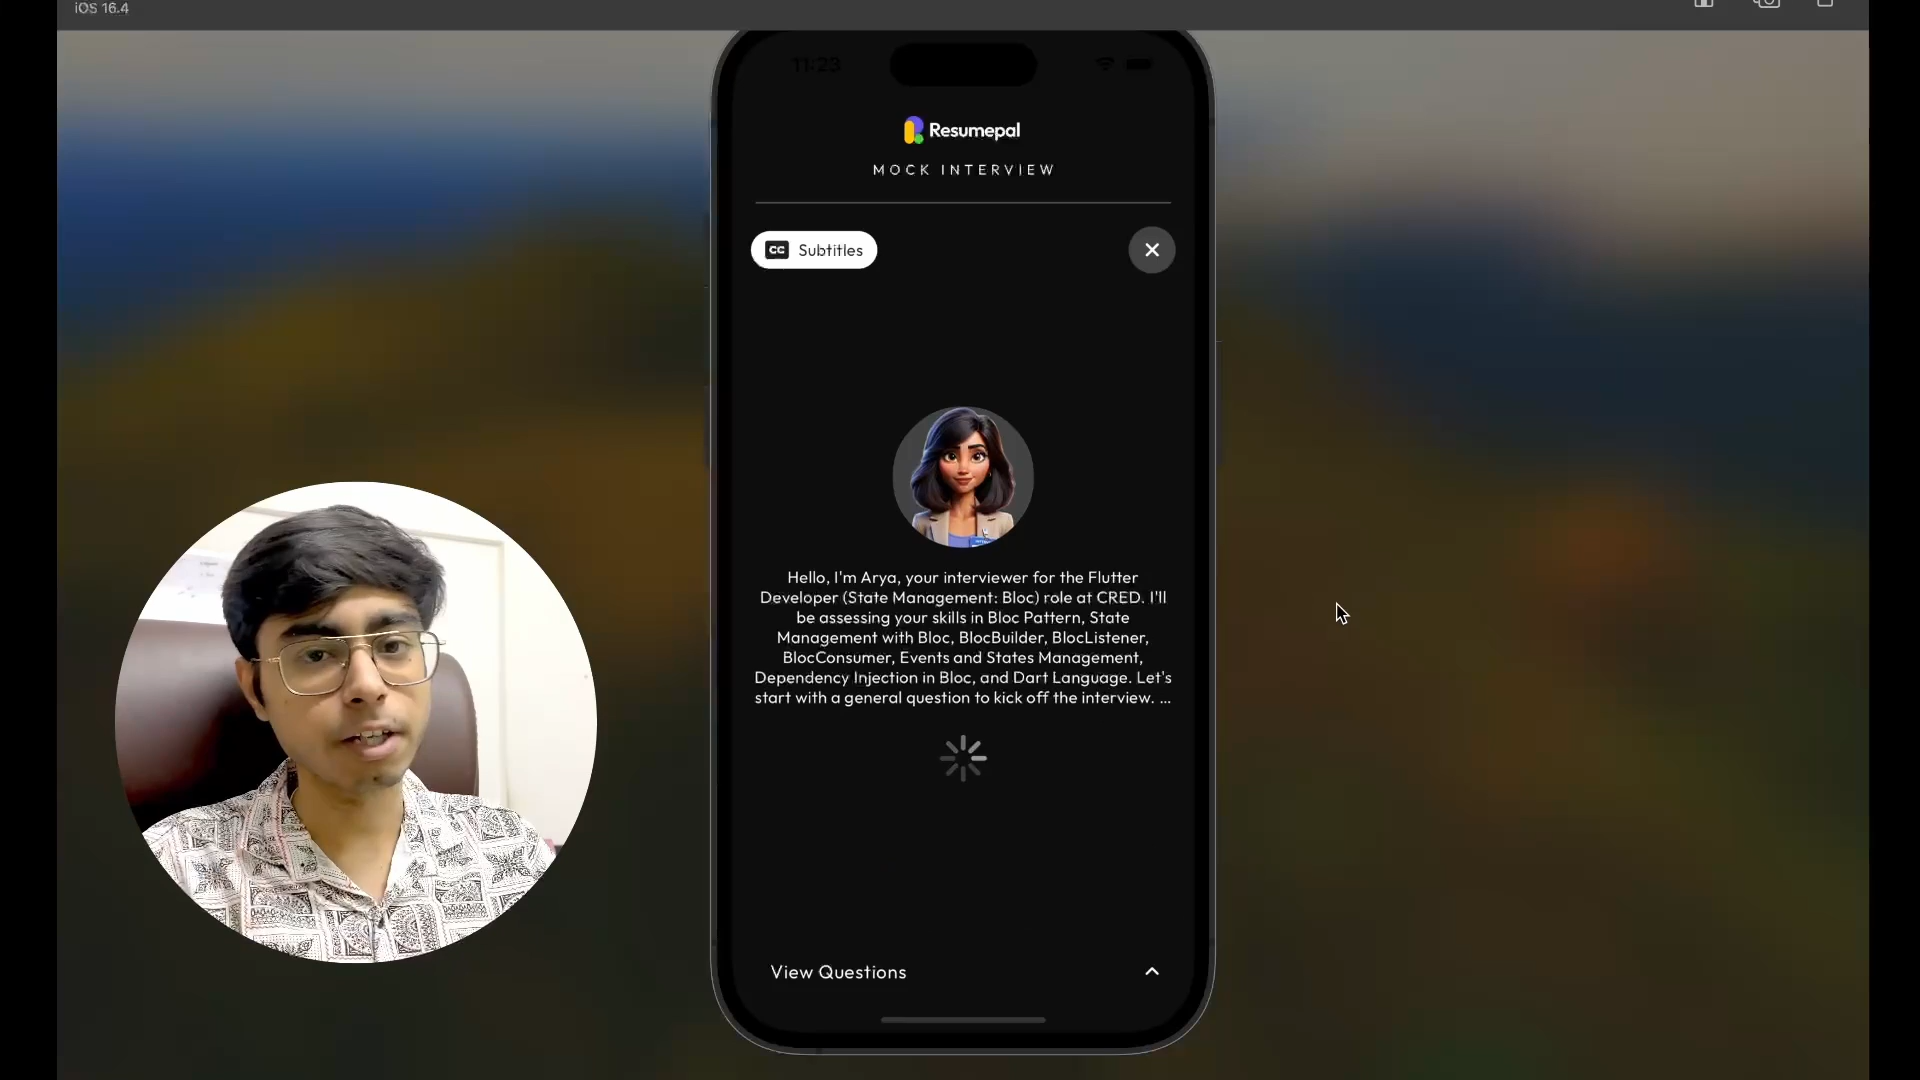 iOS 16.4
11:23
Resumepal
MOCK INTERVIEW
CC Subtitles
Hello, I'm Arya, your interviewer for the Flutter
Developer (State Management: Bloc) role at CRED. I'll
be assessing your skills in Bloc Pattern, State
Management with Bloc, BlocBuilder, BlocListener,
BlocConsumer, Events and States Management,
Dependency Injection in Bloc, and Dart Language. Let's
start with a general question to kick off the interview. ...
View Questions